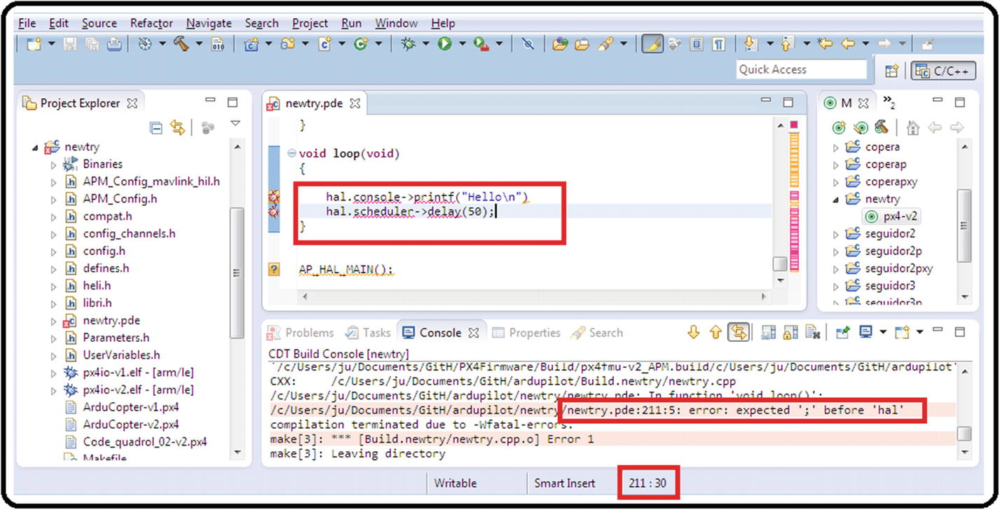 File Edit Source Refactor Navigate Search Project Run Window Help
Quick Access
C/C++
Project Explorer
newtry
Binaries
APM_Config_mavlink_hil.h
APM_Config.h
compat.h
config_channels.h
config.h
defines.h
heli.h
libri.h
newtry.pde
Parameters.h
UserVariables.h
px4io-v1.elf - [arm/le]
px4io-v2.elf - [arm/le]
ArduCopter-v1.px4
ArduCopter-v2.px4
Code_quadrol_02-v2.px4
Makefile
newtry.pde
}
void loop(void)
{
hal.console->printf("Hello\n")
hal.scheduler->delay(50);
}
AP_HAL_MAIN();
M
2
copera
coperap
coperapxy
newtry
px4-v2
seguidor2
seguidor2p
seguidor2pxy
seguidor3
seguidor3p
Problems Tasks Console Properties Search
CDT Build Console [newtry]
`/c/Users/ju/Documents/GitH/PX4Firmware/Build/px4fmu-v2_APM.build/c/Users/ju/Documents/GitH/ardupilot'
CXX: /c/Users/ju/Documents/GitH/ardupilot/Build.newtry/newtry.cpp
/c/Users/ju/Documents/GitH/ardupilot/newtry/newtry.pde: In function 'void loop()':
/c/Users/ju/Documents/GitH/ardupilot/newtry/newtry.pde:211:5: error: expected ';' before 'hal'
compilation terminated due to -Wfatal-errors.
make[3]: *** [Build.newtry/newtry.cpp.o] Error 1
make[3]: Leaving directory
Writable Smart Insert 211 : 30